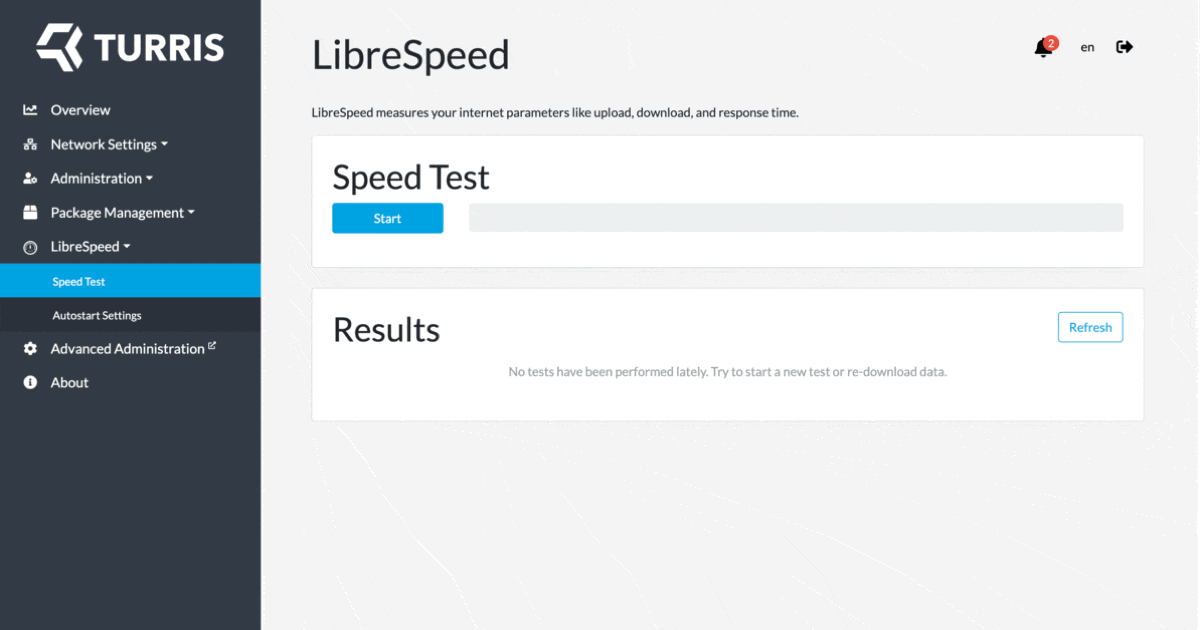 TURRIS
Overview
Network Settings
Administration
Package Management
LibreSpeed
Speed Test
Autostart Settings
Advanced Administration
About
LibreSpeed
2
en
LibreSpeed measures your internet parameters like upload, download, and response time.
Speed Test
Start
Results
Refresh
No tests have been performed lately. Try to start a new test or re-download data.